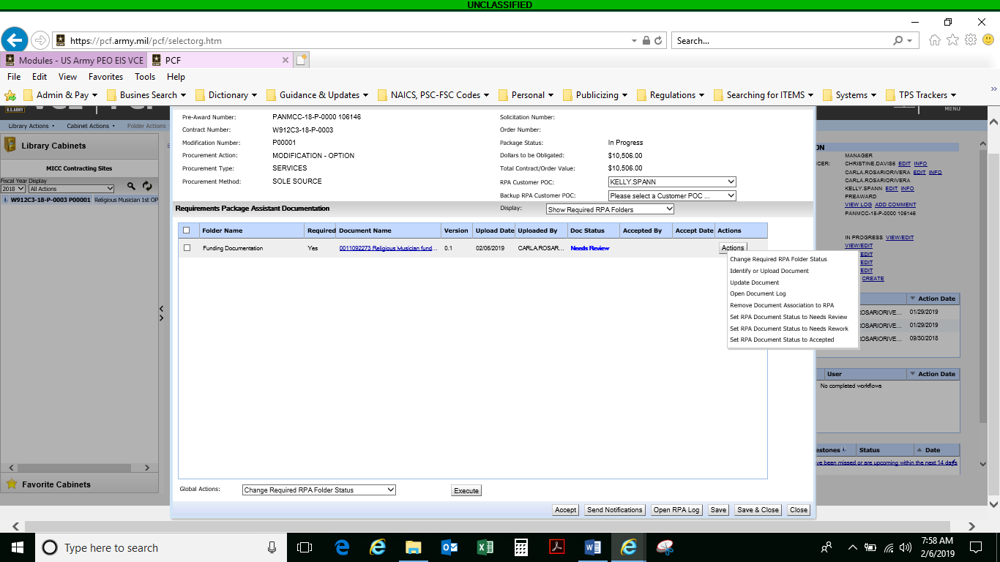 UNCLASSIFIED
https://pcf.army.mil/pcf/selectorg.htm
Search...
Modules - US Army PEO EIS VCE
PCF
File Edit View Favorites Tools Help
Admin & Pay Busines Search Dictionary Guidance & Updates NAICS, PSC-FSC Codes Personal Publicizing Regulations Searching for ITEMS Systems TPS Trackers
U.S.ARMY
MENU
Library Actions Cabinet Actions Folder Actions
Library Cabinets
MICC Contracting Sites
Fiscal Year Display
2018 All Actions
W912C3-18-P-0003 P00001 Religious Musician 1st OP
Favorite Cabinets
Pre-Award Number: PANMCC-18-P-0000 106146
Contract Number: W912C3-18-P-0003
Modification Number: P00001
Procurement Action: MODIFICATION - OPTION
Procurement Type: SERVICES
Procurement Method: SOLE SOURCE
Solicitation Number:
Order Number:
Package Status: In Progress
Dollars to be Obligated: $10,506.00
Total Contract/Order Value: $10,506.00
RPA Customer POC: KELLY.SPANN
Backup RPA Customer POC: Please select a Customer POC ...
Requirements Package Assistant Documentation
Display: Show Required RPA Folders
Folder Name Required Document Name Version Upload Date Uploaded By Doc Status Accepted By Accept Date Actions
Funding Documentation Yes 0011092273 Religious Musician fund... 0.1 02/06/2019 CARLA.ROSAR... Needs Review Actions
Change Required RPA Folder Status
Identify or Upload Document
Update Document
Open Document Log
Remove Document Association to RPA
Set RPA Document Status to Needs Review
Set RPA Document Status to Needs Rework
Set RPA Document Status to Accepted
Global Actions: Change Required RPA Folder Status Execute
Accept Send Notifications Open RPA Log Save Save & Close Close
ON
MANAGER
CER: CHRISTINE.DAVIS6 EDIT INFO
CARLA.ROSARIORIVERA EDIT INFO
CARLA.ROSARIORIVERA
KELLY.SPANN EDIT INFO
PREAWARD
VIEW LOG ADD COMMENT
PANMCC-18-P-0000 106146
IN PROGRESS VIEW/EDIT
VIEW/EDIT
EDIT
EDIT
EDIT
CREATE
Action Date
ROSARIORIVE... 01/29/2019
ROSARIORIVE... 01/29/2019
ROSARIORIVE... 09/30/2018
User Action Date
No completed workflows
estones Status Date
ve been missed or are upcoming within the next 14 days
Type here to search
7:58 AM
2/6/2019